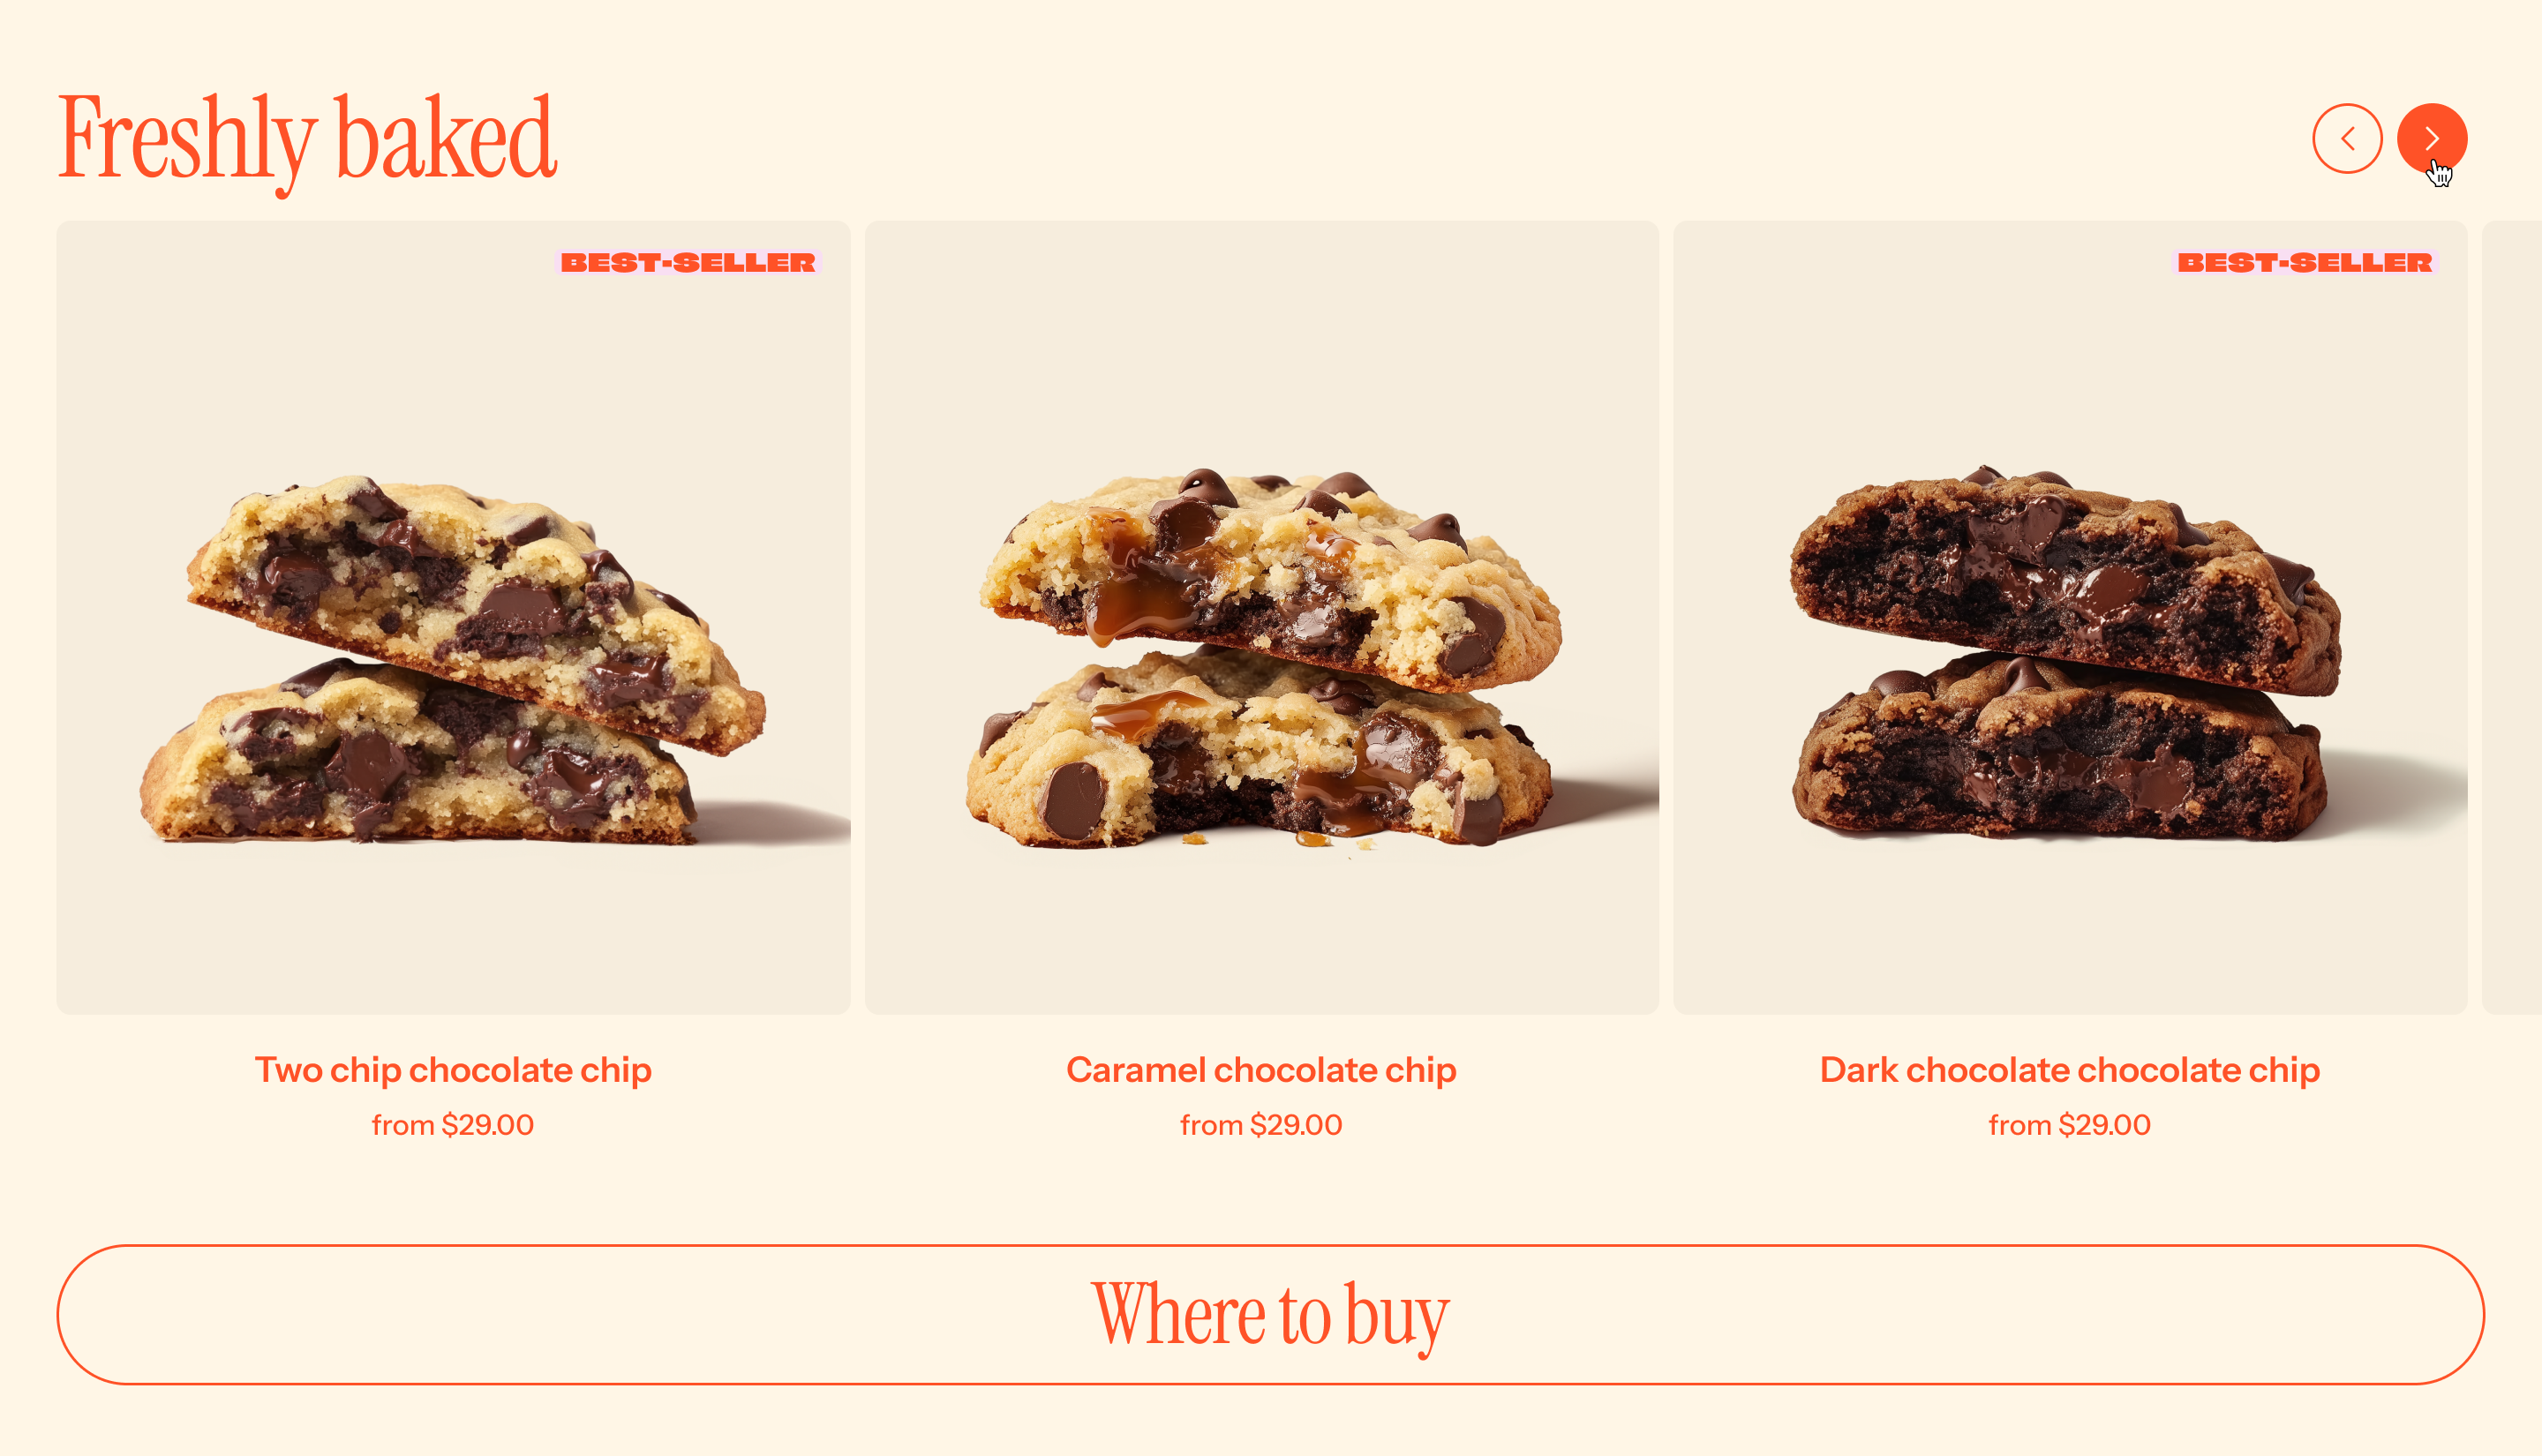 Freshly baked
BEST-SELLER
BEST-SELLER
Two chip chocolate chip
from $29.00
Caramel chocolate chip
from $29.00
Dark chocolate chocolate chip
from $29.00
Where to buy